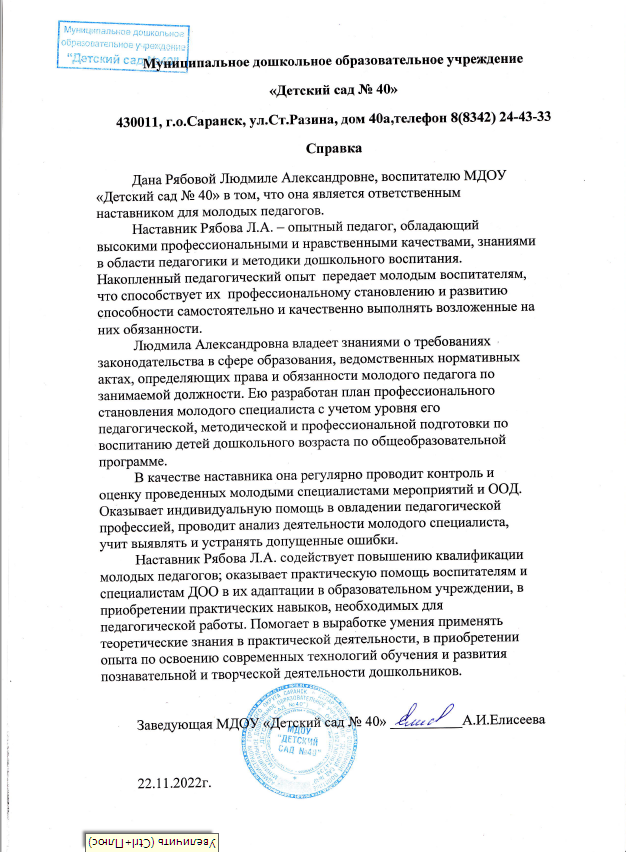 Муниципальное дошкольное
образовательное учреждение
"Детский сад №40"
Муниципальное дошкольное образовательное учреждение
«Детский сад № 40»
430011, г.о.Саранск, ул.Ст.Разина, дом 40а,телефон 8(8342) 24-43-33
Справка
Дана Рябовой Людмиле Александровне, воспитателю МДОУ
«Детский сад № 40» в том, что она является ответственным
наставником для молодых педагогов.
Наставник Рябова Л.А. – опытный педагог, обладающий
высокими профессиональными и нравственными качествами, знаниями
в области педагогики и методики дошкольного воспитания.
Накопленный педагогический опыт передает молодым воспитателям,
что способствует их профессиональному становлению и развитию
способности самостоятельно и качественно выполнять возложенные на
них обязанности.
Людмила Александровна владеет знаниями о требованиях
законодательства в сфере образования, ведомственных нормативных
актах, определяющих права и обязанности молодого педагога по
занимаемой должности. Ею разработан план профессионального
становления молодого специалиста с учетом уровня его
педагогической, методической и профессиональной подготовки по
воспитанию детей дошкольного возраста по общеобразовательной
программе.
В качестве наставника она регулярно проводит контроль и
оценку проведенных молодыми специалистами мероприятий и ООД.
Оказывает индивидуальную помощь в овладении педагогической
профессией, проводит анализ деятельности молодого специалиста,
учит выявлять и устранять допущенные ошибки.
Наставник Рябова Л.А. содействует повышению квалификации
молодых педагогов; оказывает практическую помощь воспитателям и
специалистам ДОО в их адаптации в образовательном учреждении, в
приобретении практических навыков, необходимых для
педагогической работы. Помогает в выработке умения применять
теоретические знания в практической деятельности, в приобретении
опыта по освоению современных технологий обучения и развития
познавательной и творческой деятельности дошкольников.
Заведующая МДОУ «Детский сад № 40» __________А.И.Елисеева
МДОУ
"ДЕТСКИЙ
САД №40"
22.11.2022г.
Увеличить (Ctrl+Плюс)